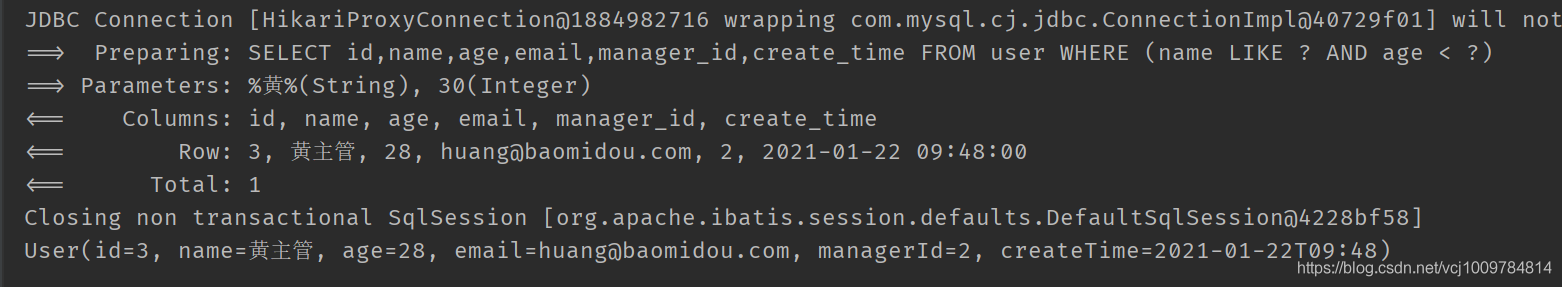 JDBC Connection [HikariProxyConnection@1884982716 wrapping com.mysql.cj.jdbc.ConnectionImpl@40729f01] will not
==>  Preparing: SELECT id,name,age,email,manager_id,create_time FROM user WHERE (name LIKE ? AND age < ?)
==> Parameters: %黄%(String), 30(Integer)
<==    Columns: id, name, age, email, manager_id, create_time
<==        Row: 3, 黄主管, 28, huang@baomidou.com, 2, 2021-01-22 09:48:00
<==      Total: 1
Closing non transactional SqlSession [org.apache.ibatis.session.defaults.DefaultSqlSession@4228bf58]
User(id=3, name=黄主管, age=28, email=huang@baomidou.com, managerId=2, createTime=2021-01-22T09:48)
https://blog.csdn.net/vcj1009784814